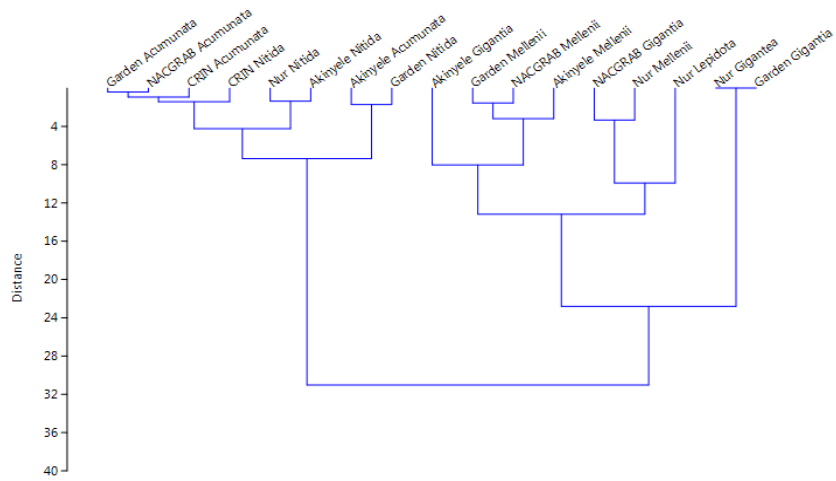 Garden Acumunata
NACGRAB Acumunata
CRIN Acumunata
CRIN Nitida
Nur Nitida
Akinyele Nitida
Akinyele Acumunata
Garden Nitida
Akinyele Gigantia
Garden Mellenii
NACGRAB Mellenii
Akinyele Mellenii
NACGRAB Gigantia
Nur Mellenii
Nur Lepidota
Nur Gigantea
Garden Gigantia
4
8
12
16
20
24
28
32
36
40
Distance